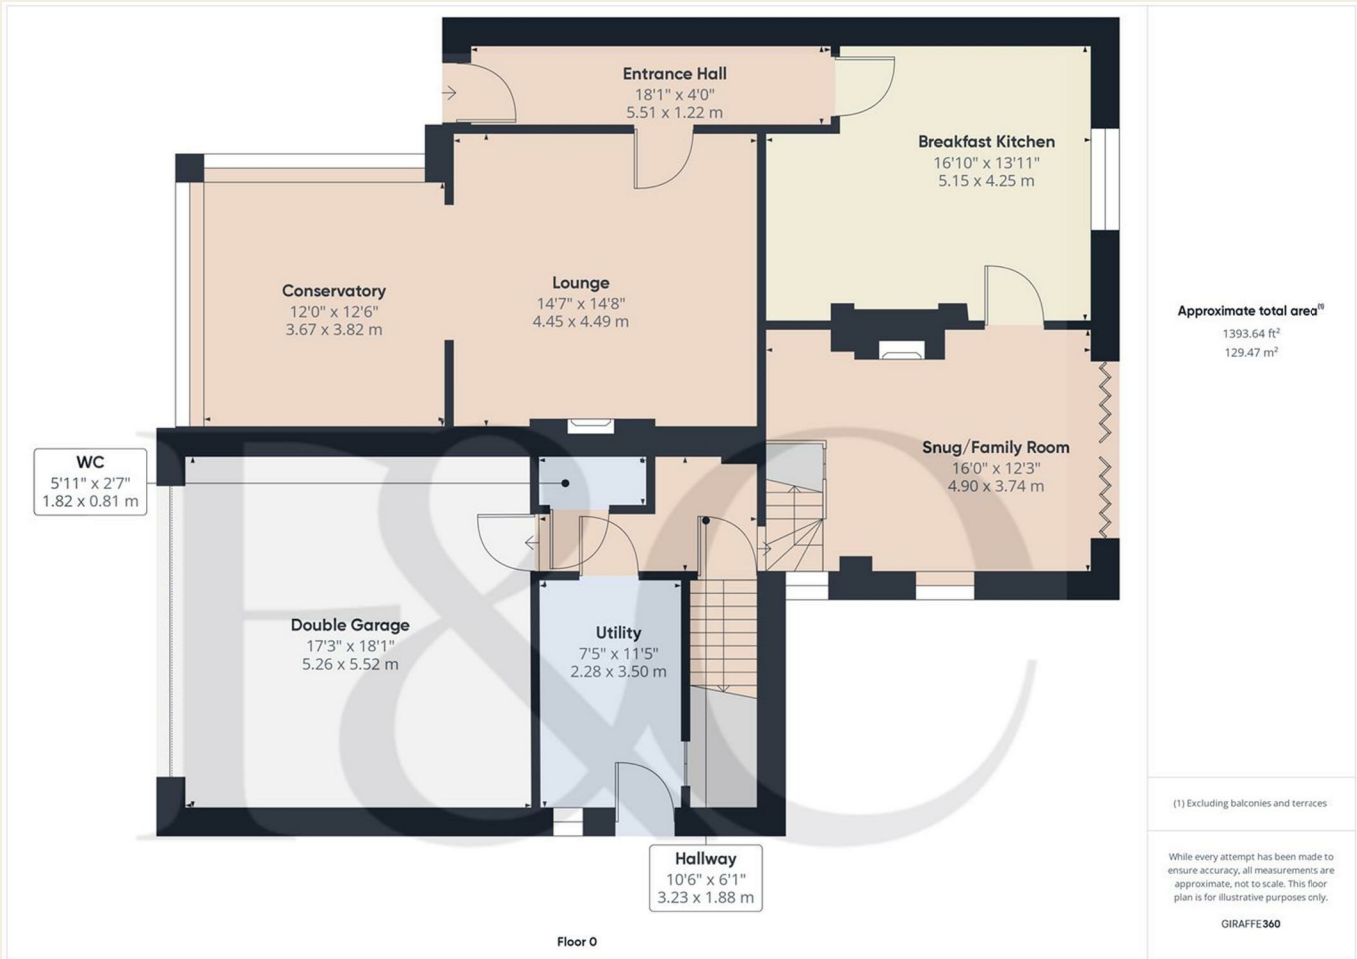 Entrance Hall
18'1" x 4'0"
5.51 x 1.22 m
Breakfast Kitchen
16'10" x 13'11"
5.15 x 4.25 m
Conservatory
12'0" x 12'6"
3.67 x 3.82 m
Lounge
14'7" x 14'8"
4.45 x 4.49 m
Snug/Family Room
16'0" x 12'3"
4.90 x 3.74 m
WC
5'11" x 2'7"
1.82 x 0.81 m
Double Garage
17'3" x 18'1"
5.26 x 5.52 m
Utility
7'5" x 11'5"
2.28 x 3.50 m
Hallway
10'6" x 6'1"
3.23 x 1.88 m
Floor 0
F&O
Approximate total area(1)
1393.64 ft²
129.47 m²
(1) Excluding balconies and terraces
While every attempt has been made to
ensure accuracy, all measurements are
approximate, not to scale. This floor
plan is for illustrative purposes only.
GIRAFFE360